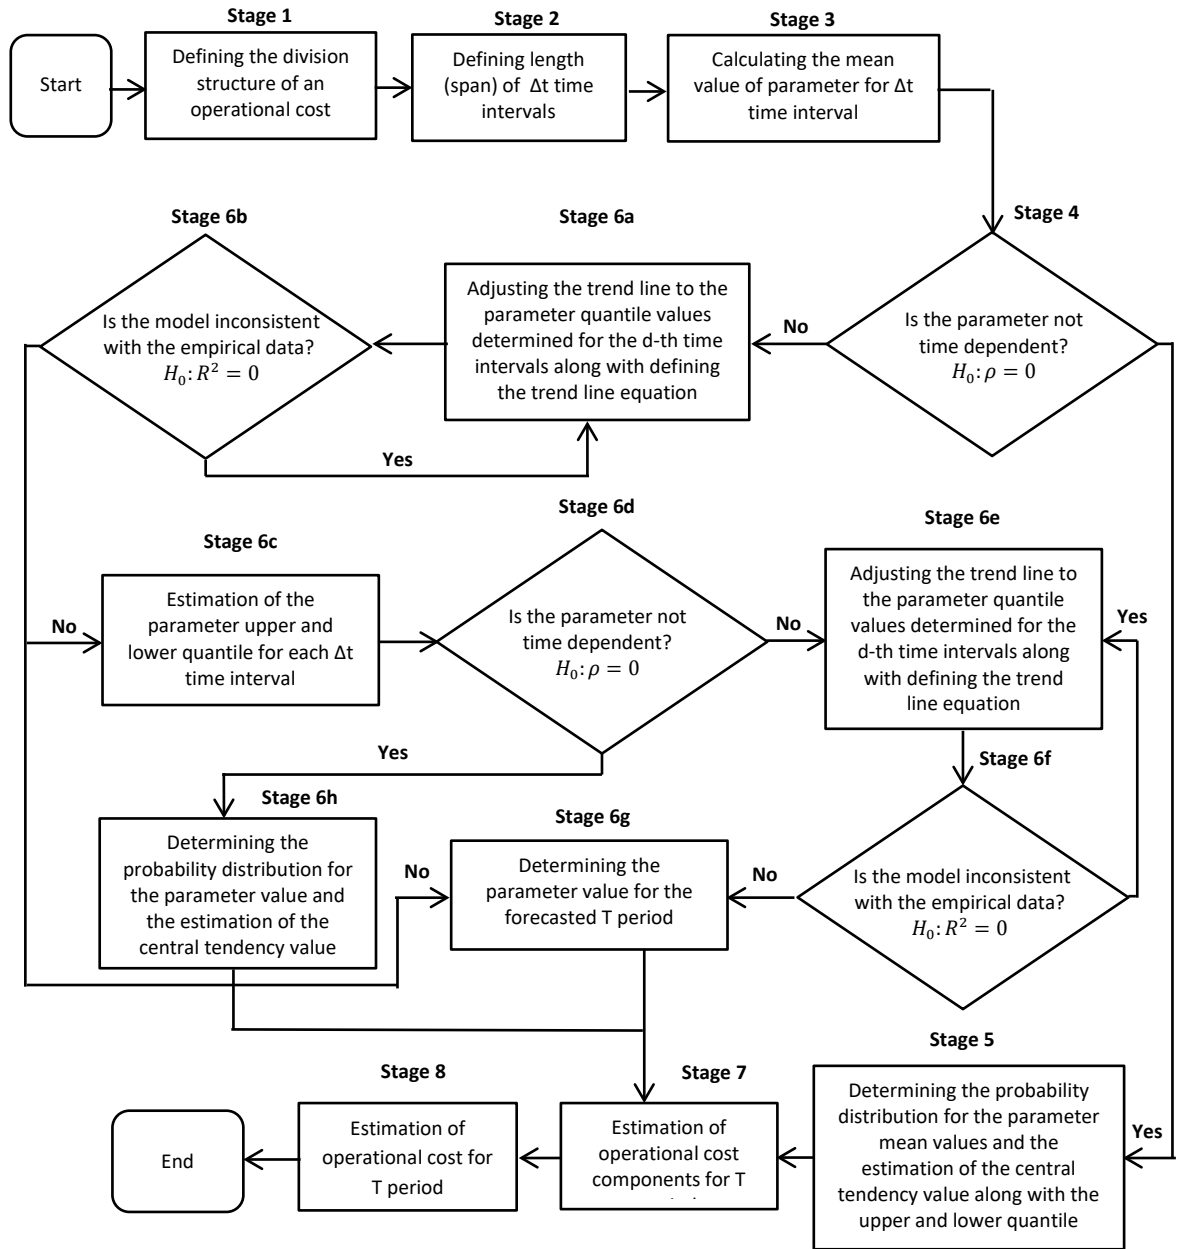 Stage 1
Stage 2
Stage 3
Start
Defining the division
structure of an
operational cost
Defining length
(span) of Δt time
intervals
Calculating the mean
value of parameter for Δt
time interval
Stage 6b
Stage 6a
Stage 4
Is the model inconsistent
with the empirical data?
H₀: R² = 0
Adjusting the trend line to the
parameter quantile values
determined for the d-th time
intervals along with defining
the trend line equation
No
Is the parameter not
time dependent?
H₀: ρ = 0
Yes
Stage 6c
Stage 6d
Stage 6e
No
Estimation of the
parameter upper and
lower quantile for each Δt
time interval
Is the parameter not
time dependent?
H₀: ρ = 0
No
Adjusting the trend line to
the parameter quantile
values determined for the
d-th time intervals along
with defining the trend
line equation
Yes
Yes
Stage 6h
Stage 6g
Stage 6f
Determining the
probability distribution for
the parameter value and
the estimation of the
central tendency value
No
Determining the
parameter value for the
forecasted T period
No
Is the model inconsistent
with the empirical data?
H₀: R² = 0
Stage 8
Stage 7
Stage 5
End
Estimation of
operational cost for
T period
Estimation of
operational cost
components for T
Determining the probability
distribution for the parameter
mean values and the
estimation of the central
tendency value along with the
upper and lower quantile
Yes